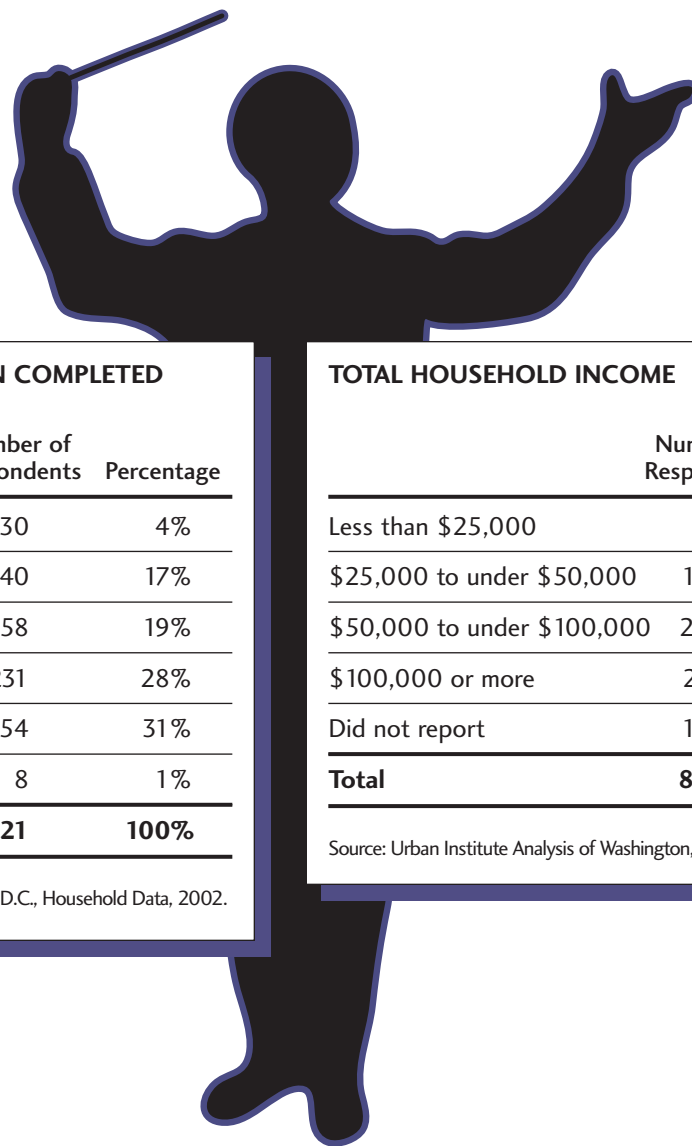 N COMPLETED
nber of
ondents Percentage
30 4%
40 17%
58 19%
231 28%
54 31%
8 1%
21 100%
D.C., Household Data, 2002.
TOTAL HOUSEHOLD INCOME
Num
Resp
Less than $25,000
$25,000 to under $50,000 1
$50,000 to under $100,000 2
$100,000 or more 2
Did not report 1
Total 8
Source: Urban Institute Analysis of Washington,